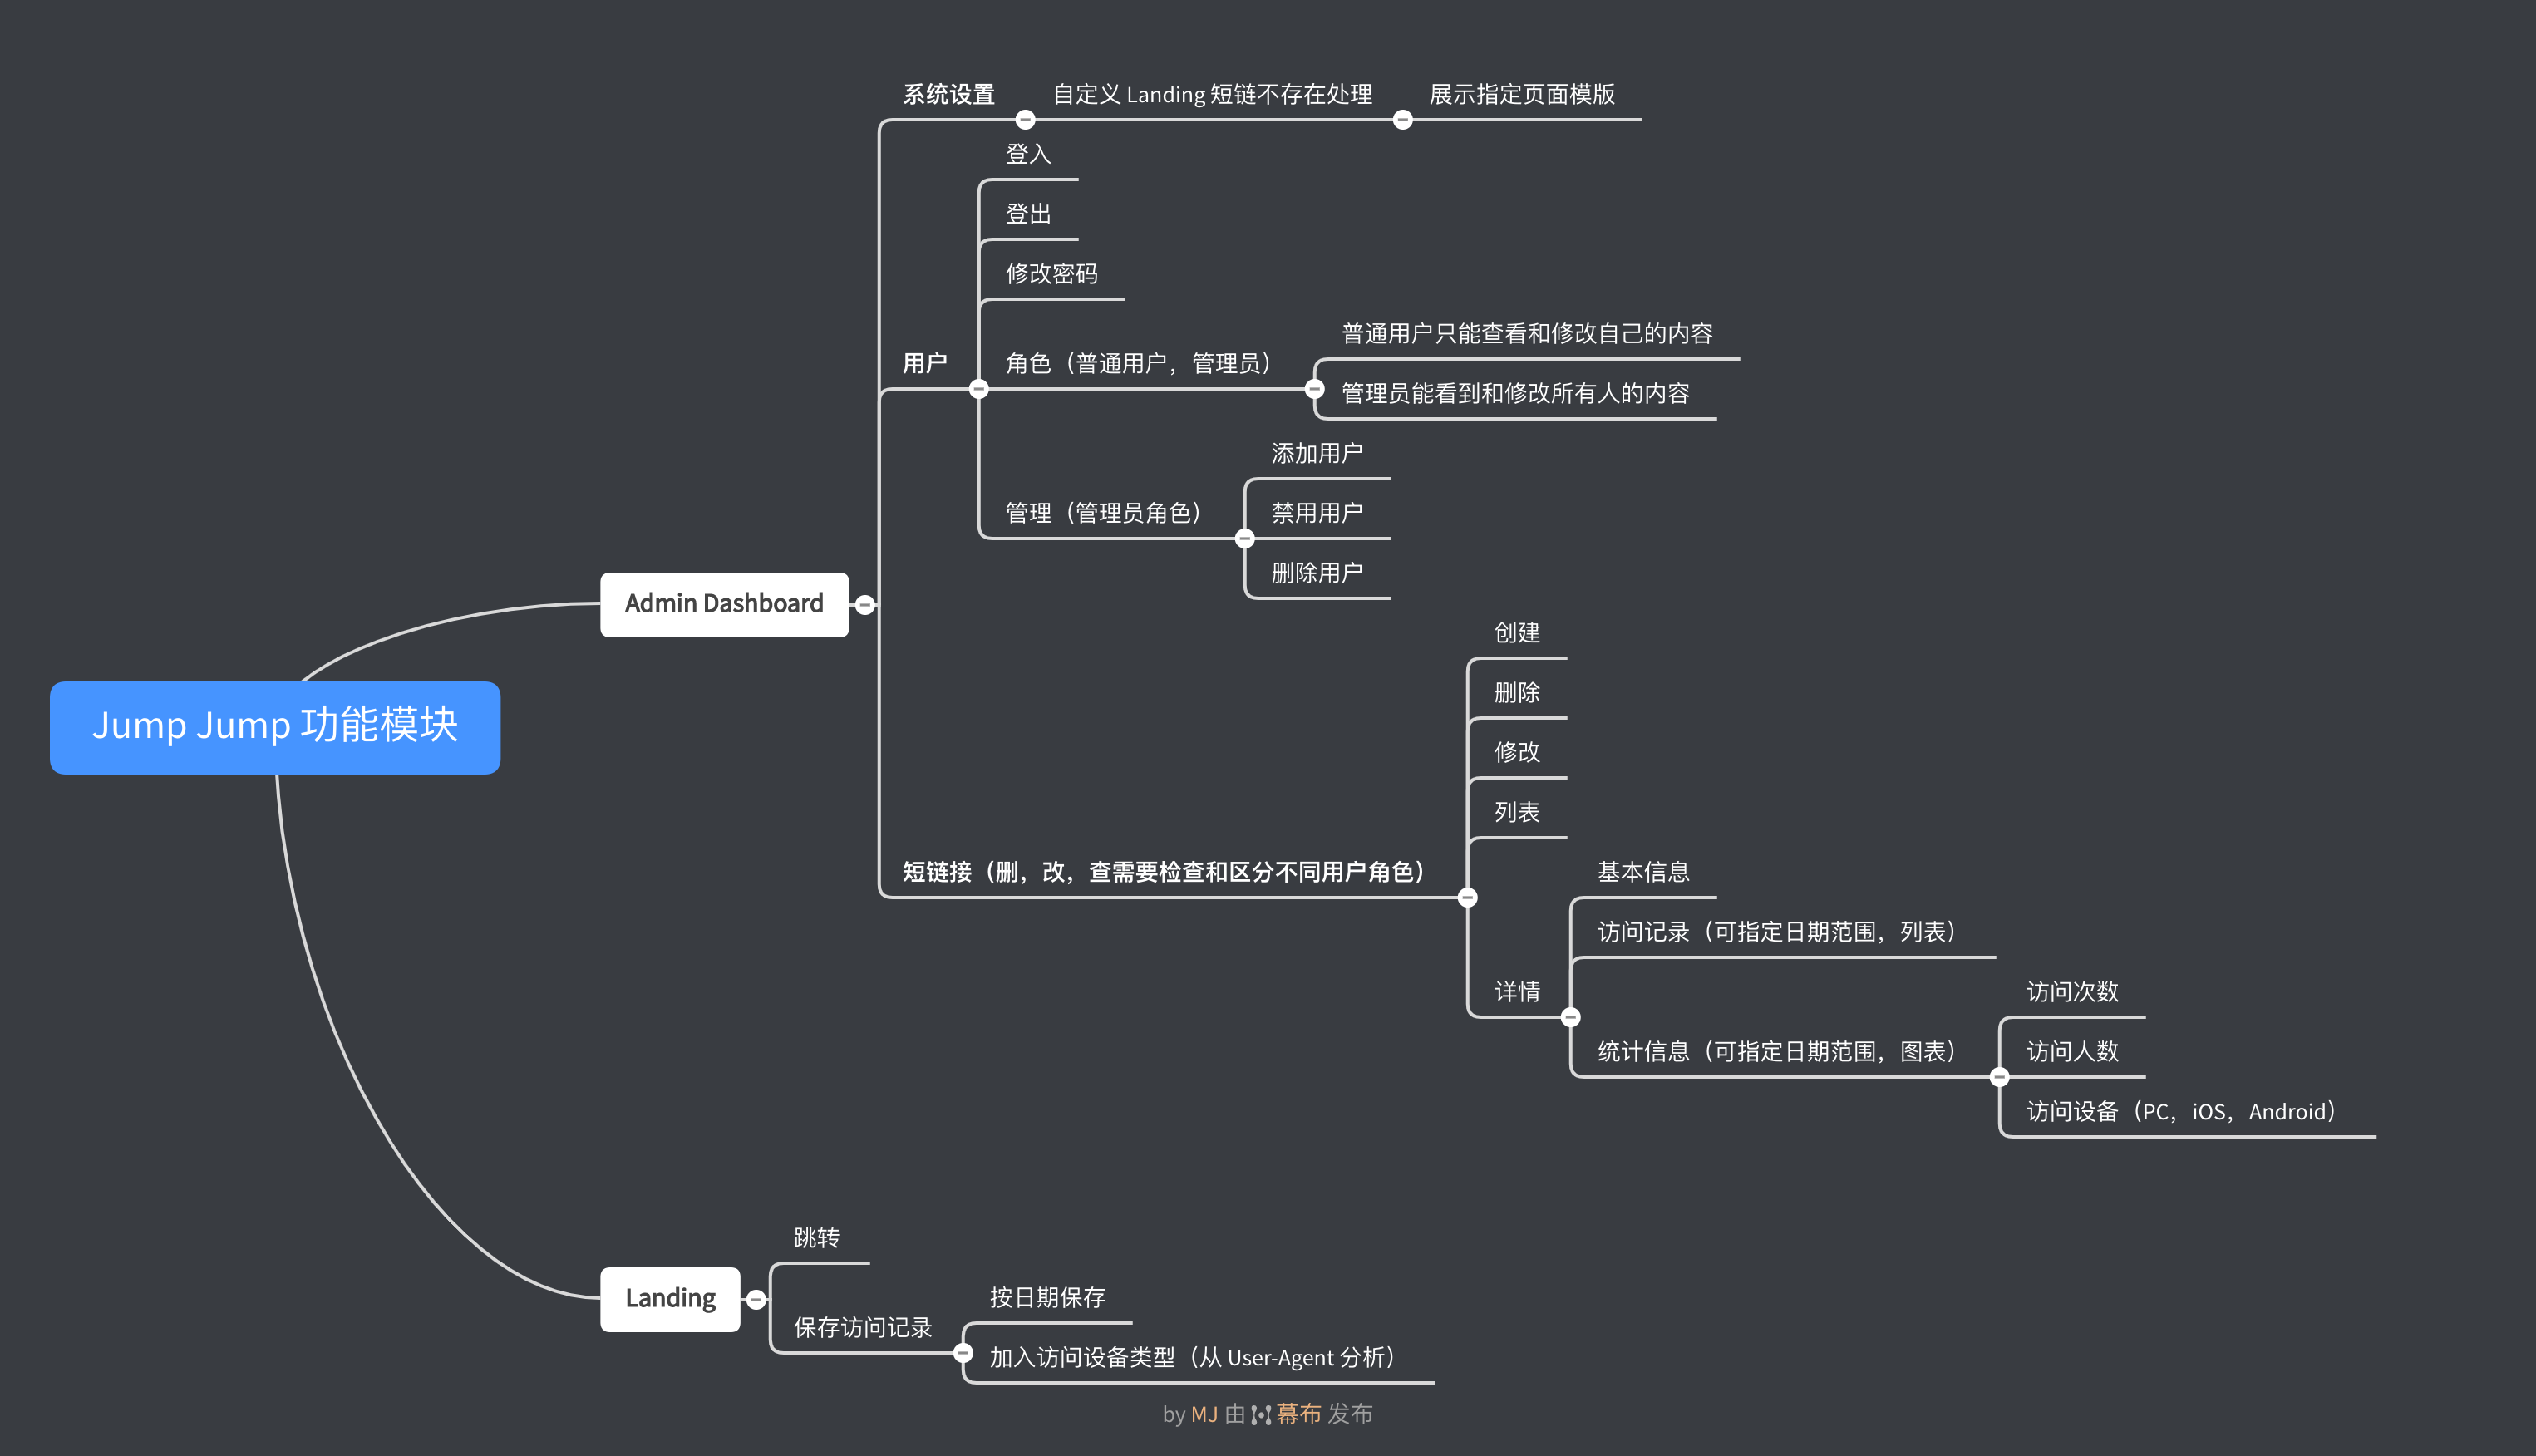 Jump Jump 功能模块
Admin Dashboard
系统设置
自定义 Landing 短链不存在处理
展示指定页面模版
用户
登入
登出
修改密码
角色（普通用户，管理员）
普通用户只能查看和修改自己的内容
管理员能看到和修改所有人的内容
管理（管理员角色）
添加用户
禁用用户
删除用户
短链接（删，改，查需要检查和区分不同用户角色）
创建
删除
修改
列表
详情
基本信息
访问记录（可指定日期范围，列表）
统计信息（可指定日期范围，图表）
访问次数
访问人数
访问设备（PC，iOS，Android）
Landing
跳转
保存访问记录
按日期保存
加入访问设备类型（从 User-Agent 分析）
by MJ 由 幕布 发布